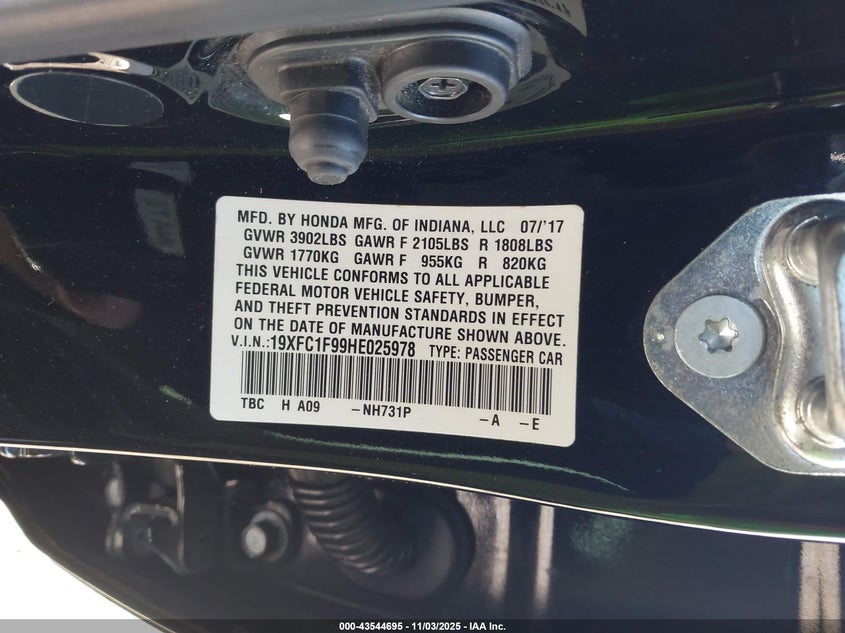 MFD. BY HONDA MFG. OF INDIANA, LLC 07/'17
GVWR 3902LBS GAWR F 2105LBS R 1808LBS
GVWR 1770KG GAWR F 955KG R 820KG
THIS VEHICLE CONFORMS TO ALL APPLICABLE
FEDERAL MOTOR VEHICLE SAFETY, BUMPER,
AND THEFT PREVENTION STANDARDS IN EFFECT
ON THE DATE OF MANUFACTURE SHOWN ABOVE.
V.I.N.:19XFC1F99HE025978 TYPE: PASSENGER CAR
TBC H A09 -NH731P -A -E
000-43544695 - 11/03/2025 - IAA Inc.